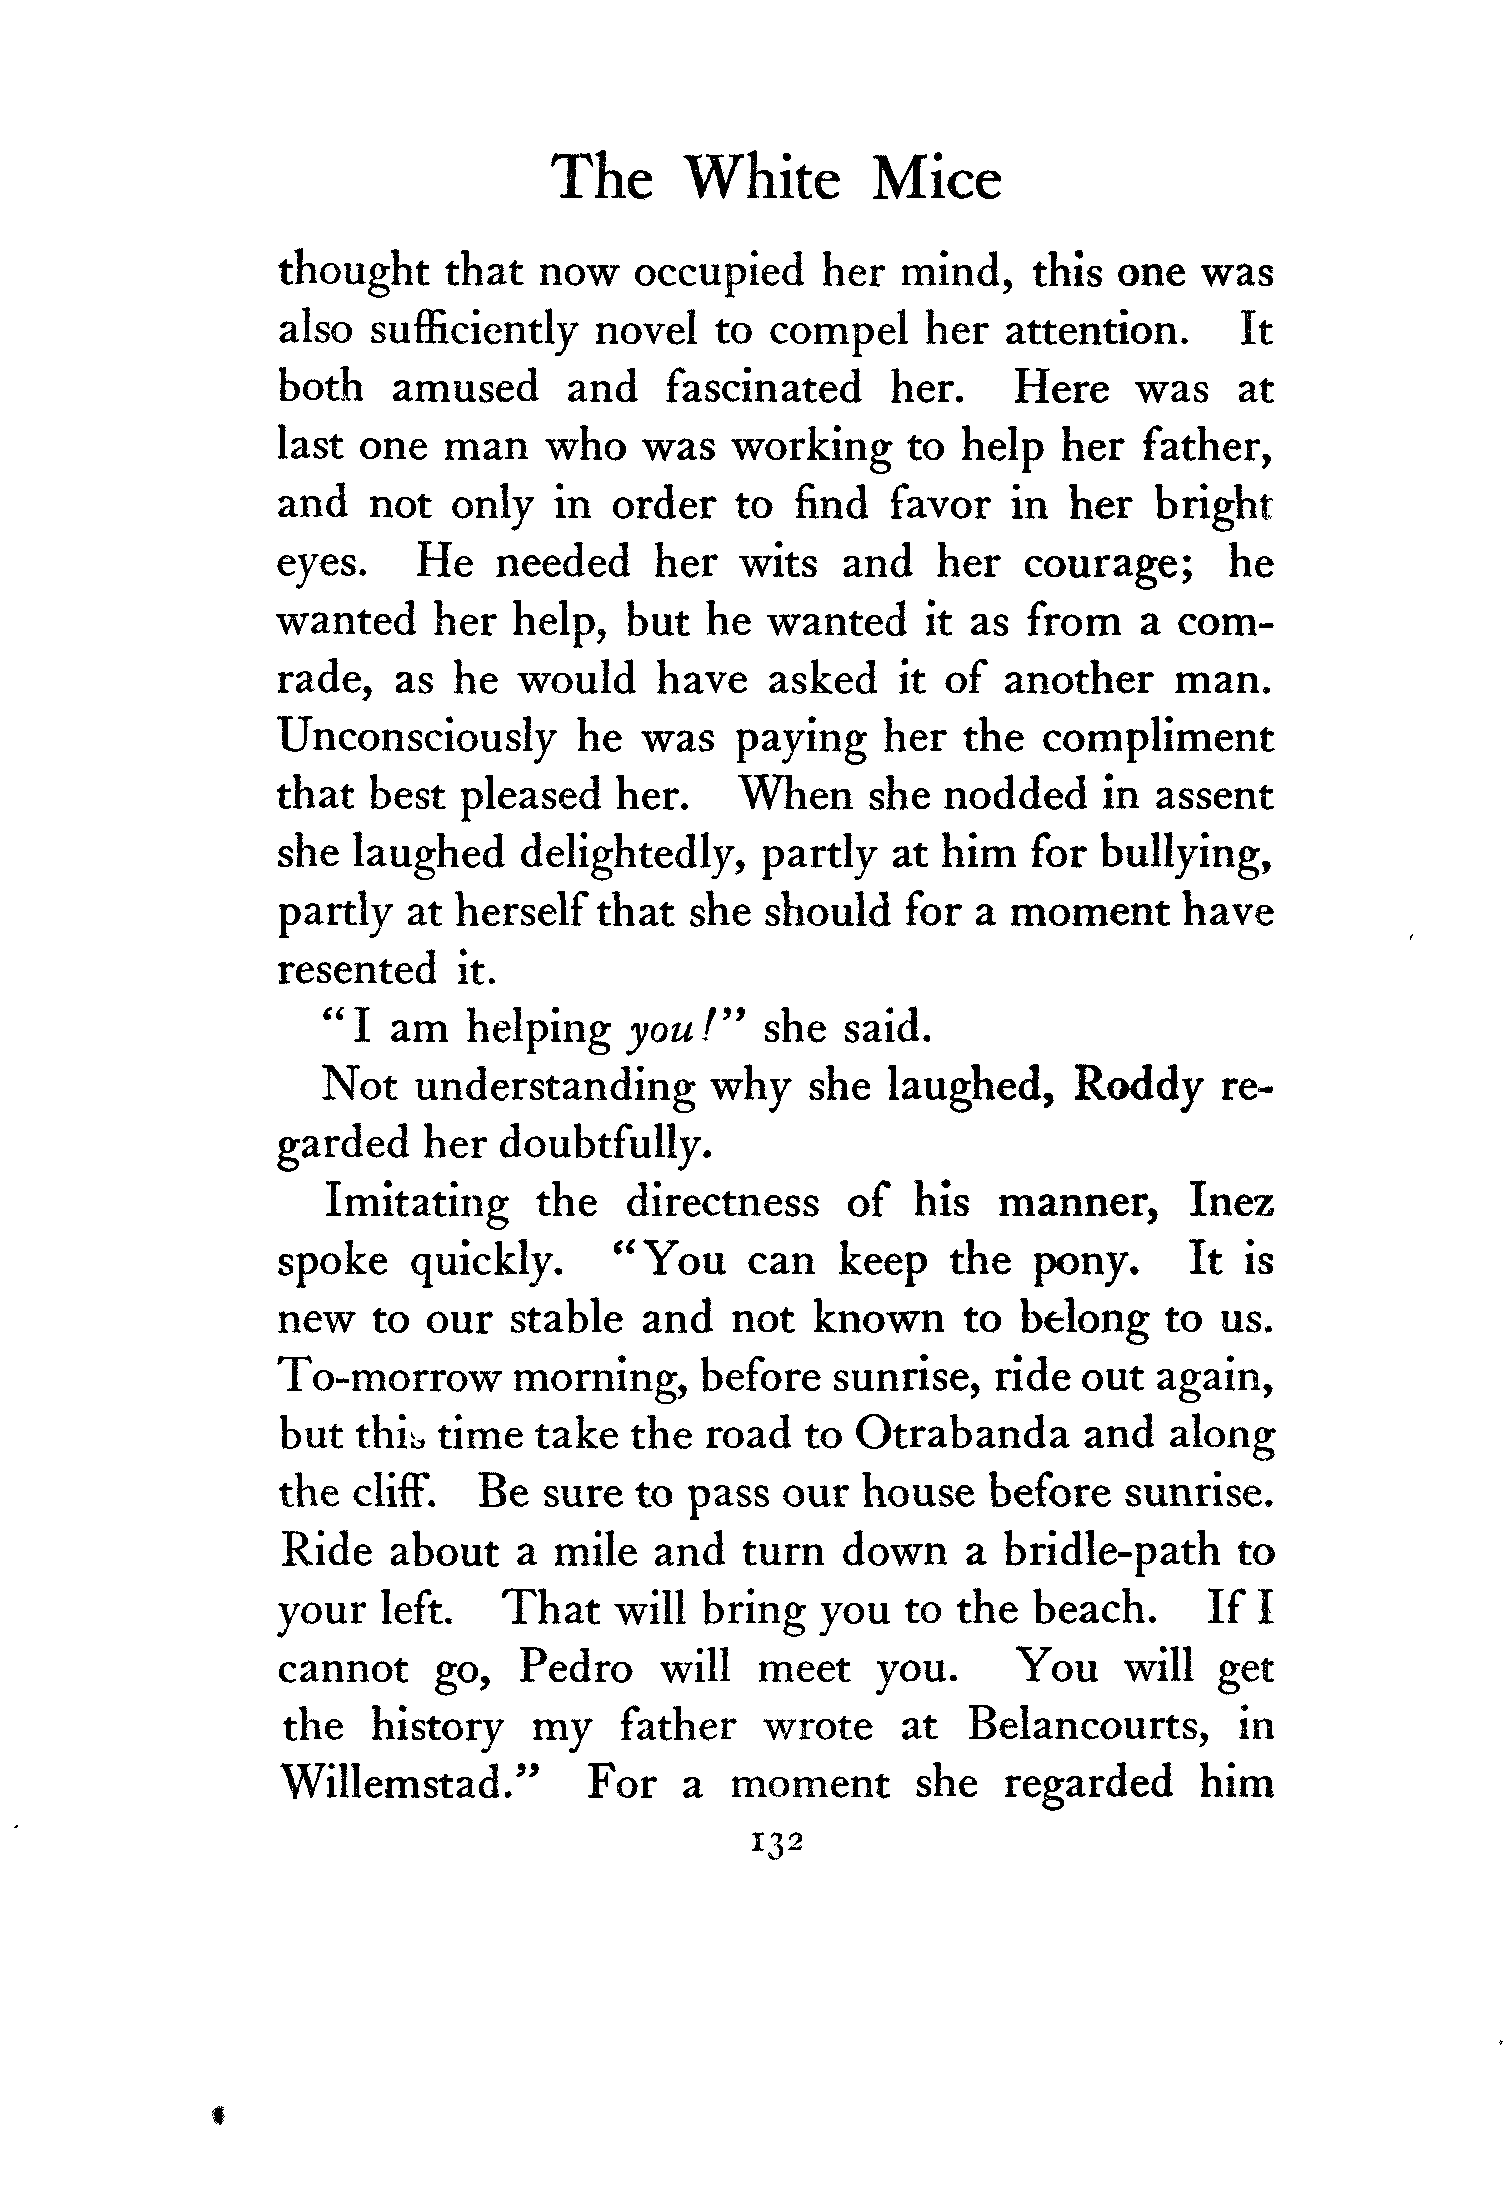 The White Mice
thought that now occupied her mind, this one was
also sufficiently novel to compel her attention. It
both amused and fascinated her. Here was at
last one man who was working to help her father,
and not only in order to find favor in her bright
eyes. He needed her wits and her courage; he
wanted her help, but he wanted it as from a com-
rade, as he would have asked it of another man.
Unconsciously he was paying her the compliment
that best pleased her. When she nodded in assent
she laughed delightedly, partly at him for bullying,
partly at herself that she should for a moment have
resented it.
"I am helping you!" she said.
Not understanding why she laughed, Roddy re-
garded her doubtfully.
Imitating the directness of his manner, Inez
spoke quickly. "You can keep the pony. It is
new to our stable and not known to belong to us.
To-morrow morning, before sunrise, ride out again,
but this time take the road to Otrabanda and along
the cliff. Be sure to pass our house before sunrise.
Ride about a mile and turn down a bridle-path to
your left. That will bring you to the beach. If I
cannot go, Pedro will meet you. You will get
the history my father wrote at Belancourts, in
Willemstad." For a moment she regarded him
132